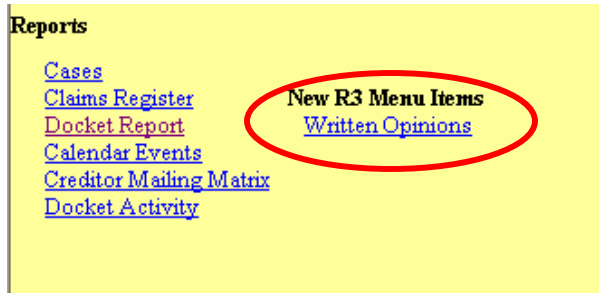 Reports
Cases
Claims Register
Docket Report
Calendar Events
Creditor Mailing Matrix
Docket Activity
New R3 Menu Items
Written Opinions